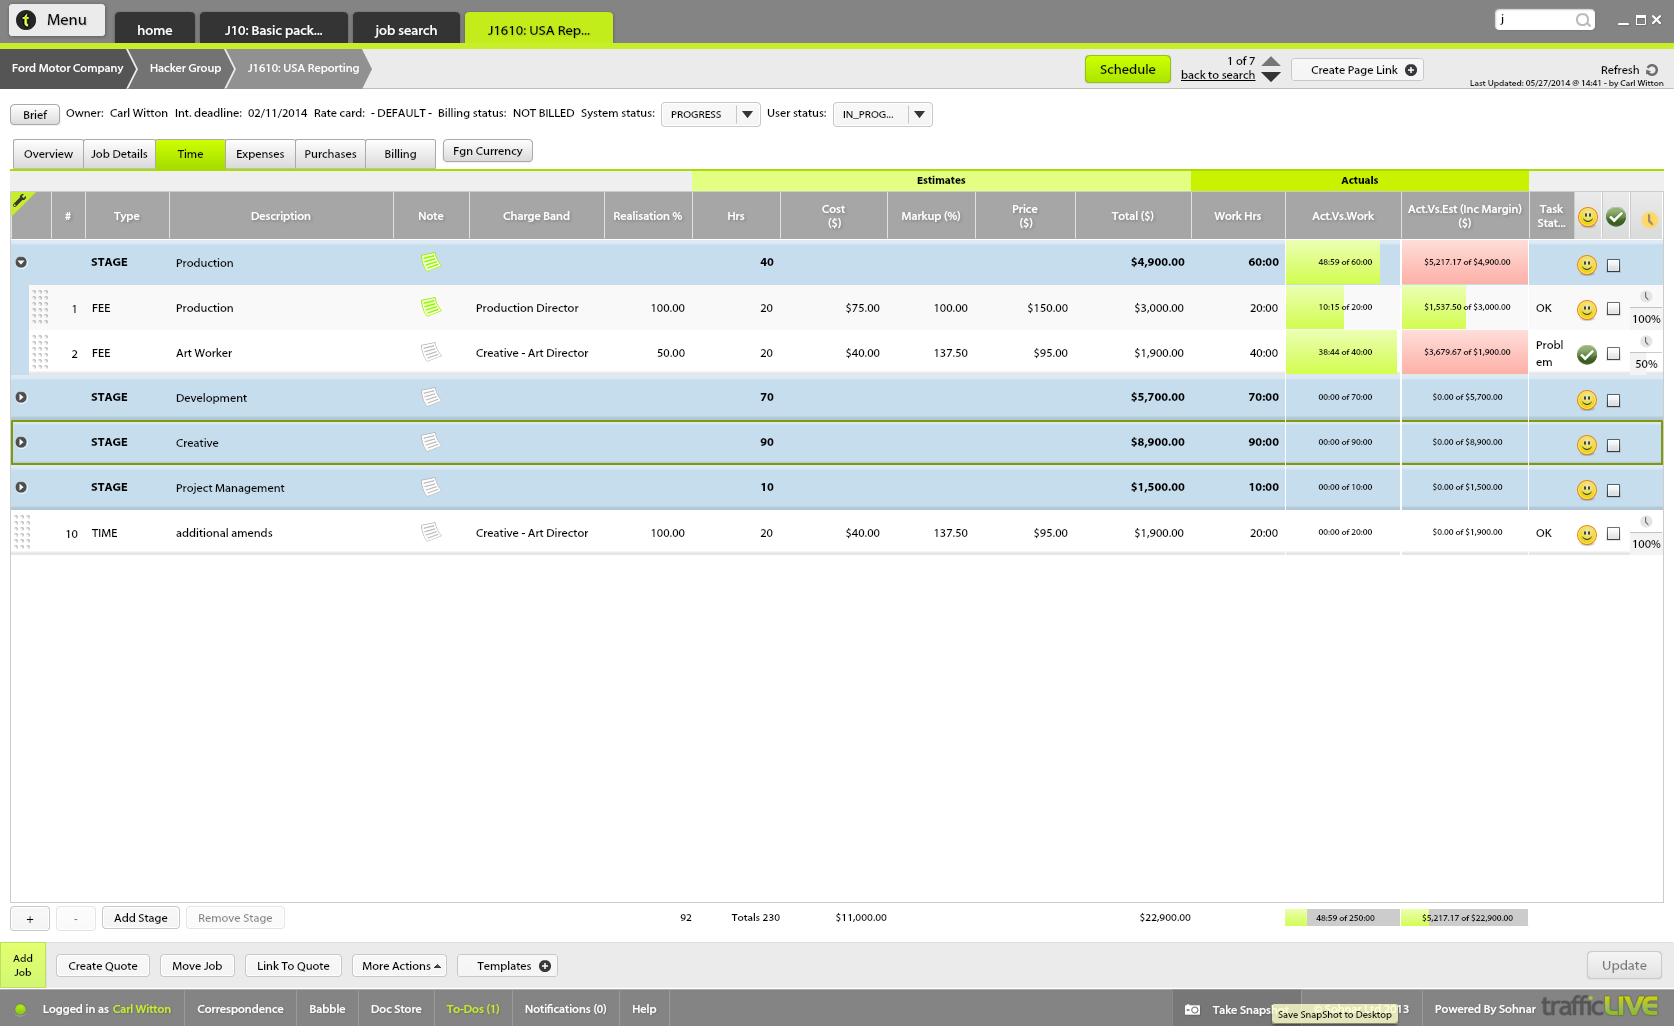 t Menu home J10: Basic pack... job search J1610: USA Rep... j
Ford Motor Company Hacker Group J1610: USA Reporting Schedule 1 of 7 back to search Create Page Link Refresh
Last Updated: 05/27/2014 @ 14:41 - by Carl Witton
Brief Owner: Carl Witton Int. deadline: 02/11/2014 Rate card: - DEFAULT - Billing status: NOT BILLED System status: PROGRESS User status: IN_PROG...
Overview Job Details Time Expenses Purchases Billing Fgn Currency
Estimates Actuals
# Type Description Note Charge Band Realisation % Hrs Cost ($) Markup (%) Price ($) Total ($) Work Hrs Act.Vs.Work Act.Vs.Est (Inc Margin) ($) Task Stat...
STAGE Production 40 $4,900.00 60:00 48:59 of 60:00 $5,217.17 of $4,900.00
1 FEE Production Production Director 100.00 20 $75.00 100.00 $150.00 $3,000.00 20:00 10:15 of 20:00 $1,537.50 of $3,000.00 OK 100%
2 FEE Art Worker Creative - Art Director 50.00 20 $40.00 137.50 $95.00 $1,900.00 40:00 38:44 of 40:00 $3,679.67 of $1,900.00 Probl em 50%
STAGE Development 70 $5,700.00 70:00 00:00 of 70:00 $0.00 of $5,700.00
STAGE Creative 90 $8,900.00 90:00 00:00 of 90:00 $0.00 of $8,900.00
STAGE Project Management 10 $1,500.00 10:00 00:00 of 10:00 $0.00 of $1,500.00
10 TIME additional amends Creative - Art Director 100.00 20 $40.00 137.50 $95.00 $1,900.00 20:00 00:00 of 20:00 $0.00 of $1,900.00 OK 100%
+ - Add Stage Remove Stage 92 Totals 230 $11,000.00 $22,900.00 48:59 of 250:00 $5,217.17 of $22,900.00
Add Job Create Quote Move Job Link To Quote More Actions Templates Update
Logged in as Carl Witton Correspondence Babble Doc Store To-Dos (1) Notifications (0) Help Take Snaps Powered By Sohnar trafficLIVE
Save SnapShot to Desktop